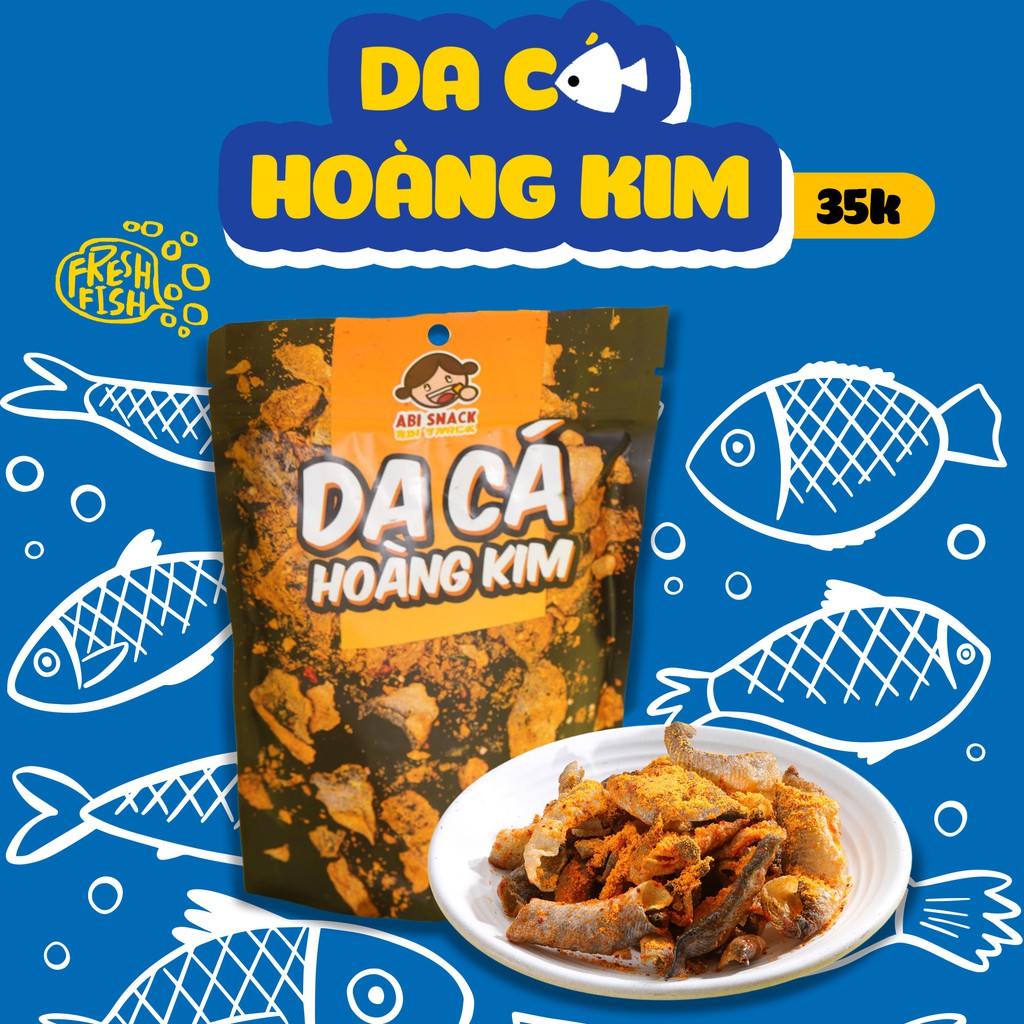 DA CÁ
HOÀNG KIM
35k
FRESH
FISH
ABI SNACK
DA CÁ
HOÀNG KIM